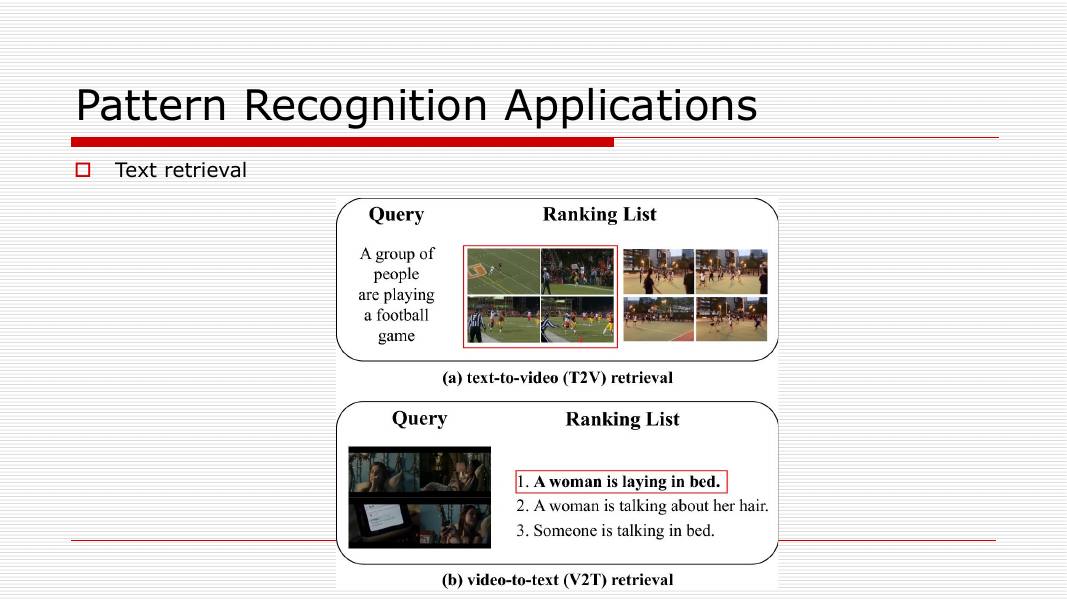 Pattern Recognition Applications
Text retrieval
Query
Ranking List
A group of
people
are playing
a football
game
(a) text-to-video (T2V) retrieval
Query
Ranking List
1. A woman is laying in bed.
2. A woman is talking about her hair.
3. Someone is talking in bed.
(b) video-to-text (V2T) retrieval